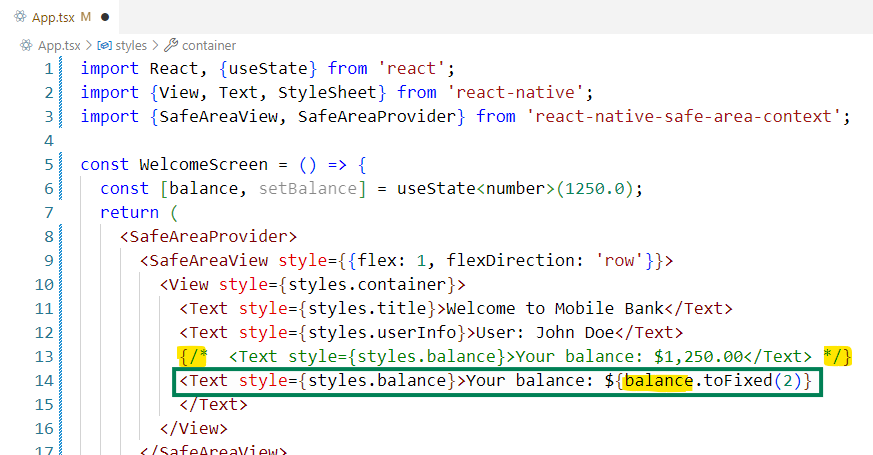 App.tsx M ●
App.tsx > styles > container
1 import React, {useState} from 'react';
2 import {View, Text, StyleSheet} from 'react-native';
3 import {SafeAreaView, SafeAreaProvider} from 'react-native-safe-area-context';
4
5 const WelcomeScreen = () => {
6   const [balance, setBalance] = useState<number>(1250.0);
7   return (
8     <SafeAreaProvider>
9       <SafeAreaView style={{flex: 1, flexDirection: 'row'}}>
10         <View style={styles.container}>
11           <Text style={styles.title}>Welcome to Mobile Bank</Text>
12           <Text style={styles.userInfo}>User: John Doe</Text>
13           {/*  <Text style={styles.balance}>Your balance: $1,250.00</Text> */}
14           <Text style={styles.balance}>Your balance: ${balance.toFixed(2)}
15           </Text>
16         </View>
17       </SafeAreaView>